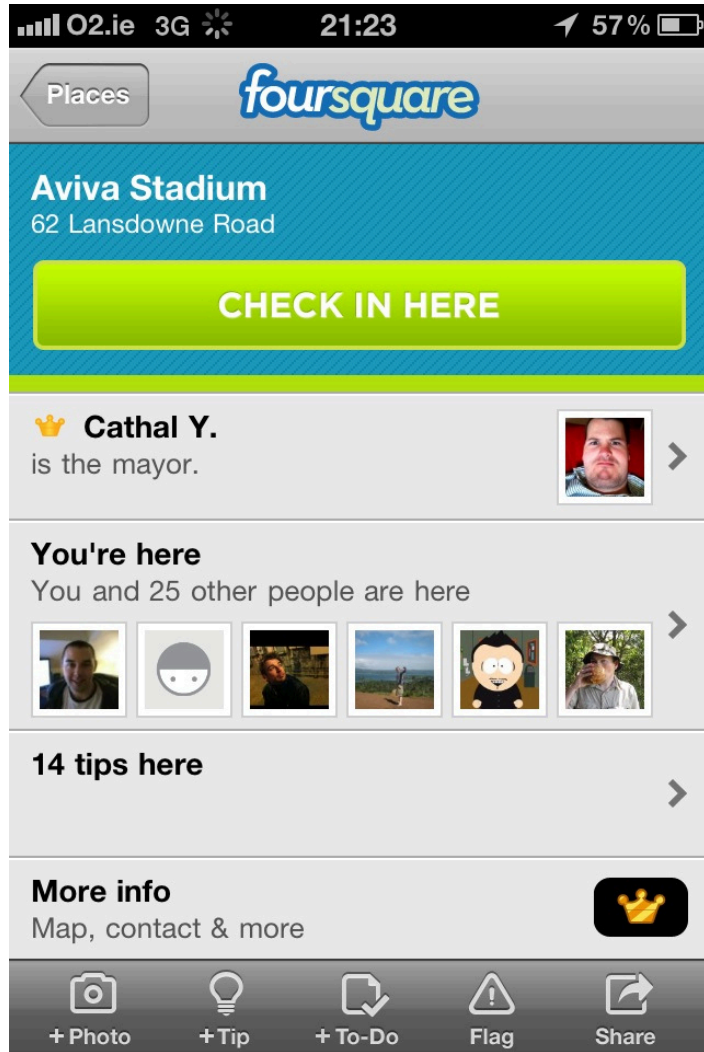 O2.ie 3G 21:23 57%
Places
foursquare
Aviva Stadium
62 Lansdowne Road
CHECK IN HERE
Cathal Y.
is the mayor.
You're here
You and 25 other people are here
14 tips here
More info
Map, contact & more
+Photo +Tip +To-Do Flag Share